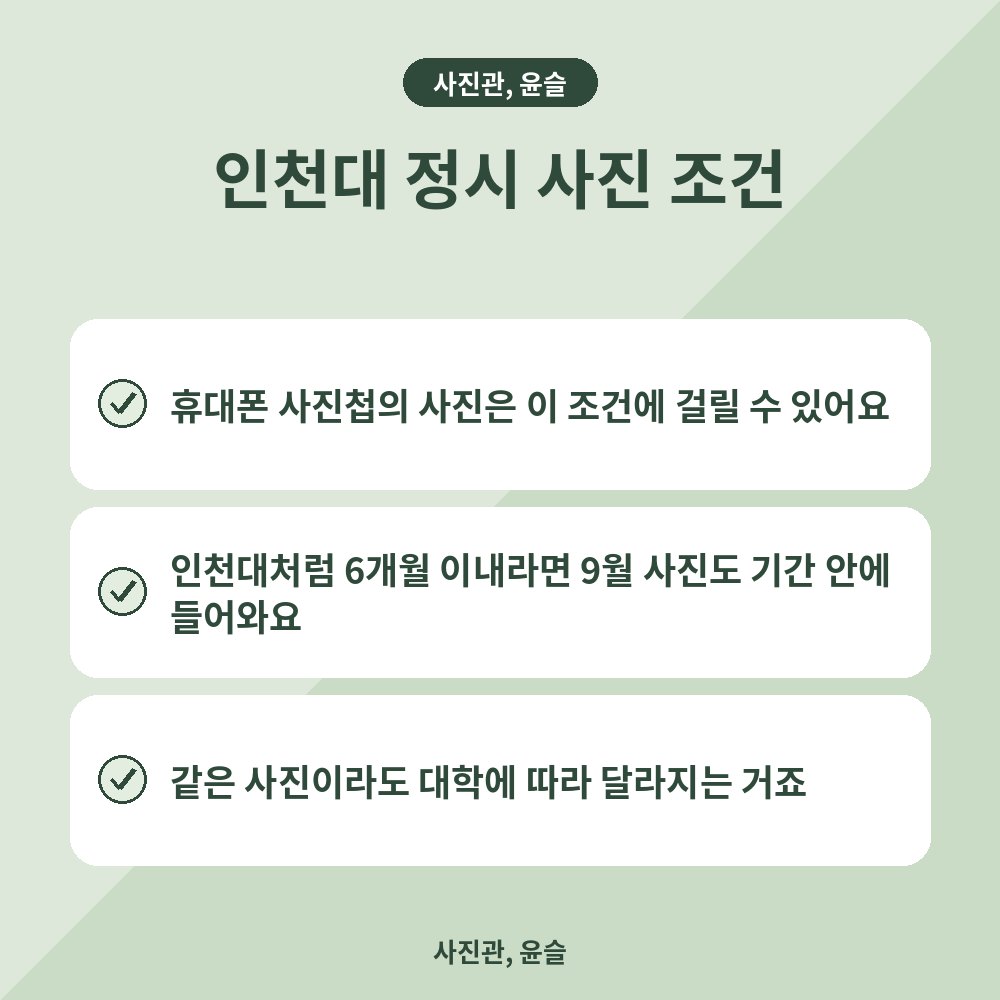 사진관, 윤슬
인천대 정시 사진 조건
휴대폰 사진첩의 사진은 이 조건에 걸릴 수 있어요
인천대처럼 6개월 이내라면 9월 사진도 기간 안에
들어와요
같은 사진이라도 대학에 따라 달라지는 거죠
사진관, 윤슬